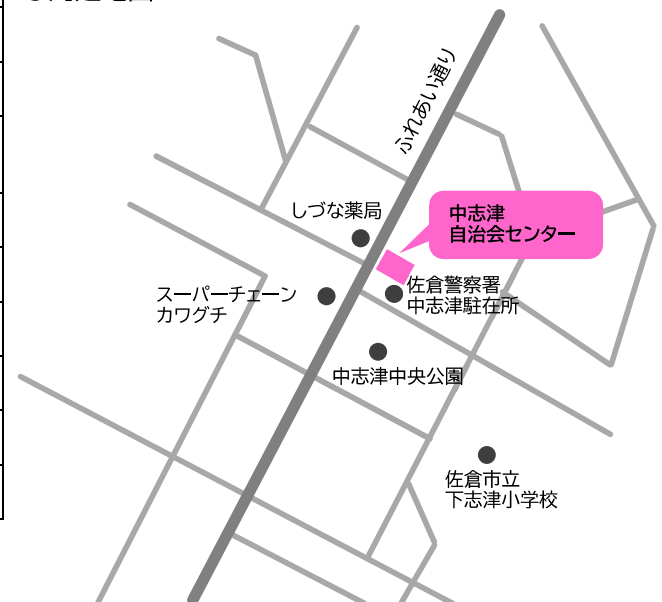 ふれあい通り
しづな薬局
中志津
自治会センター
スーパーチェーン
カワグチ
佐倉警察署
中志津駐在所
中志津中央公園
佐倉市立
下志津小学校